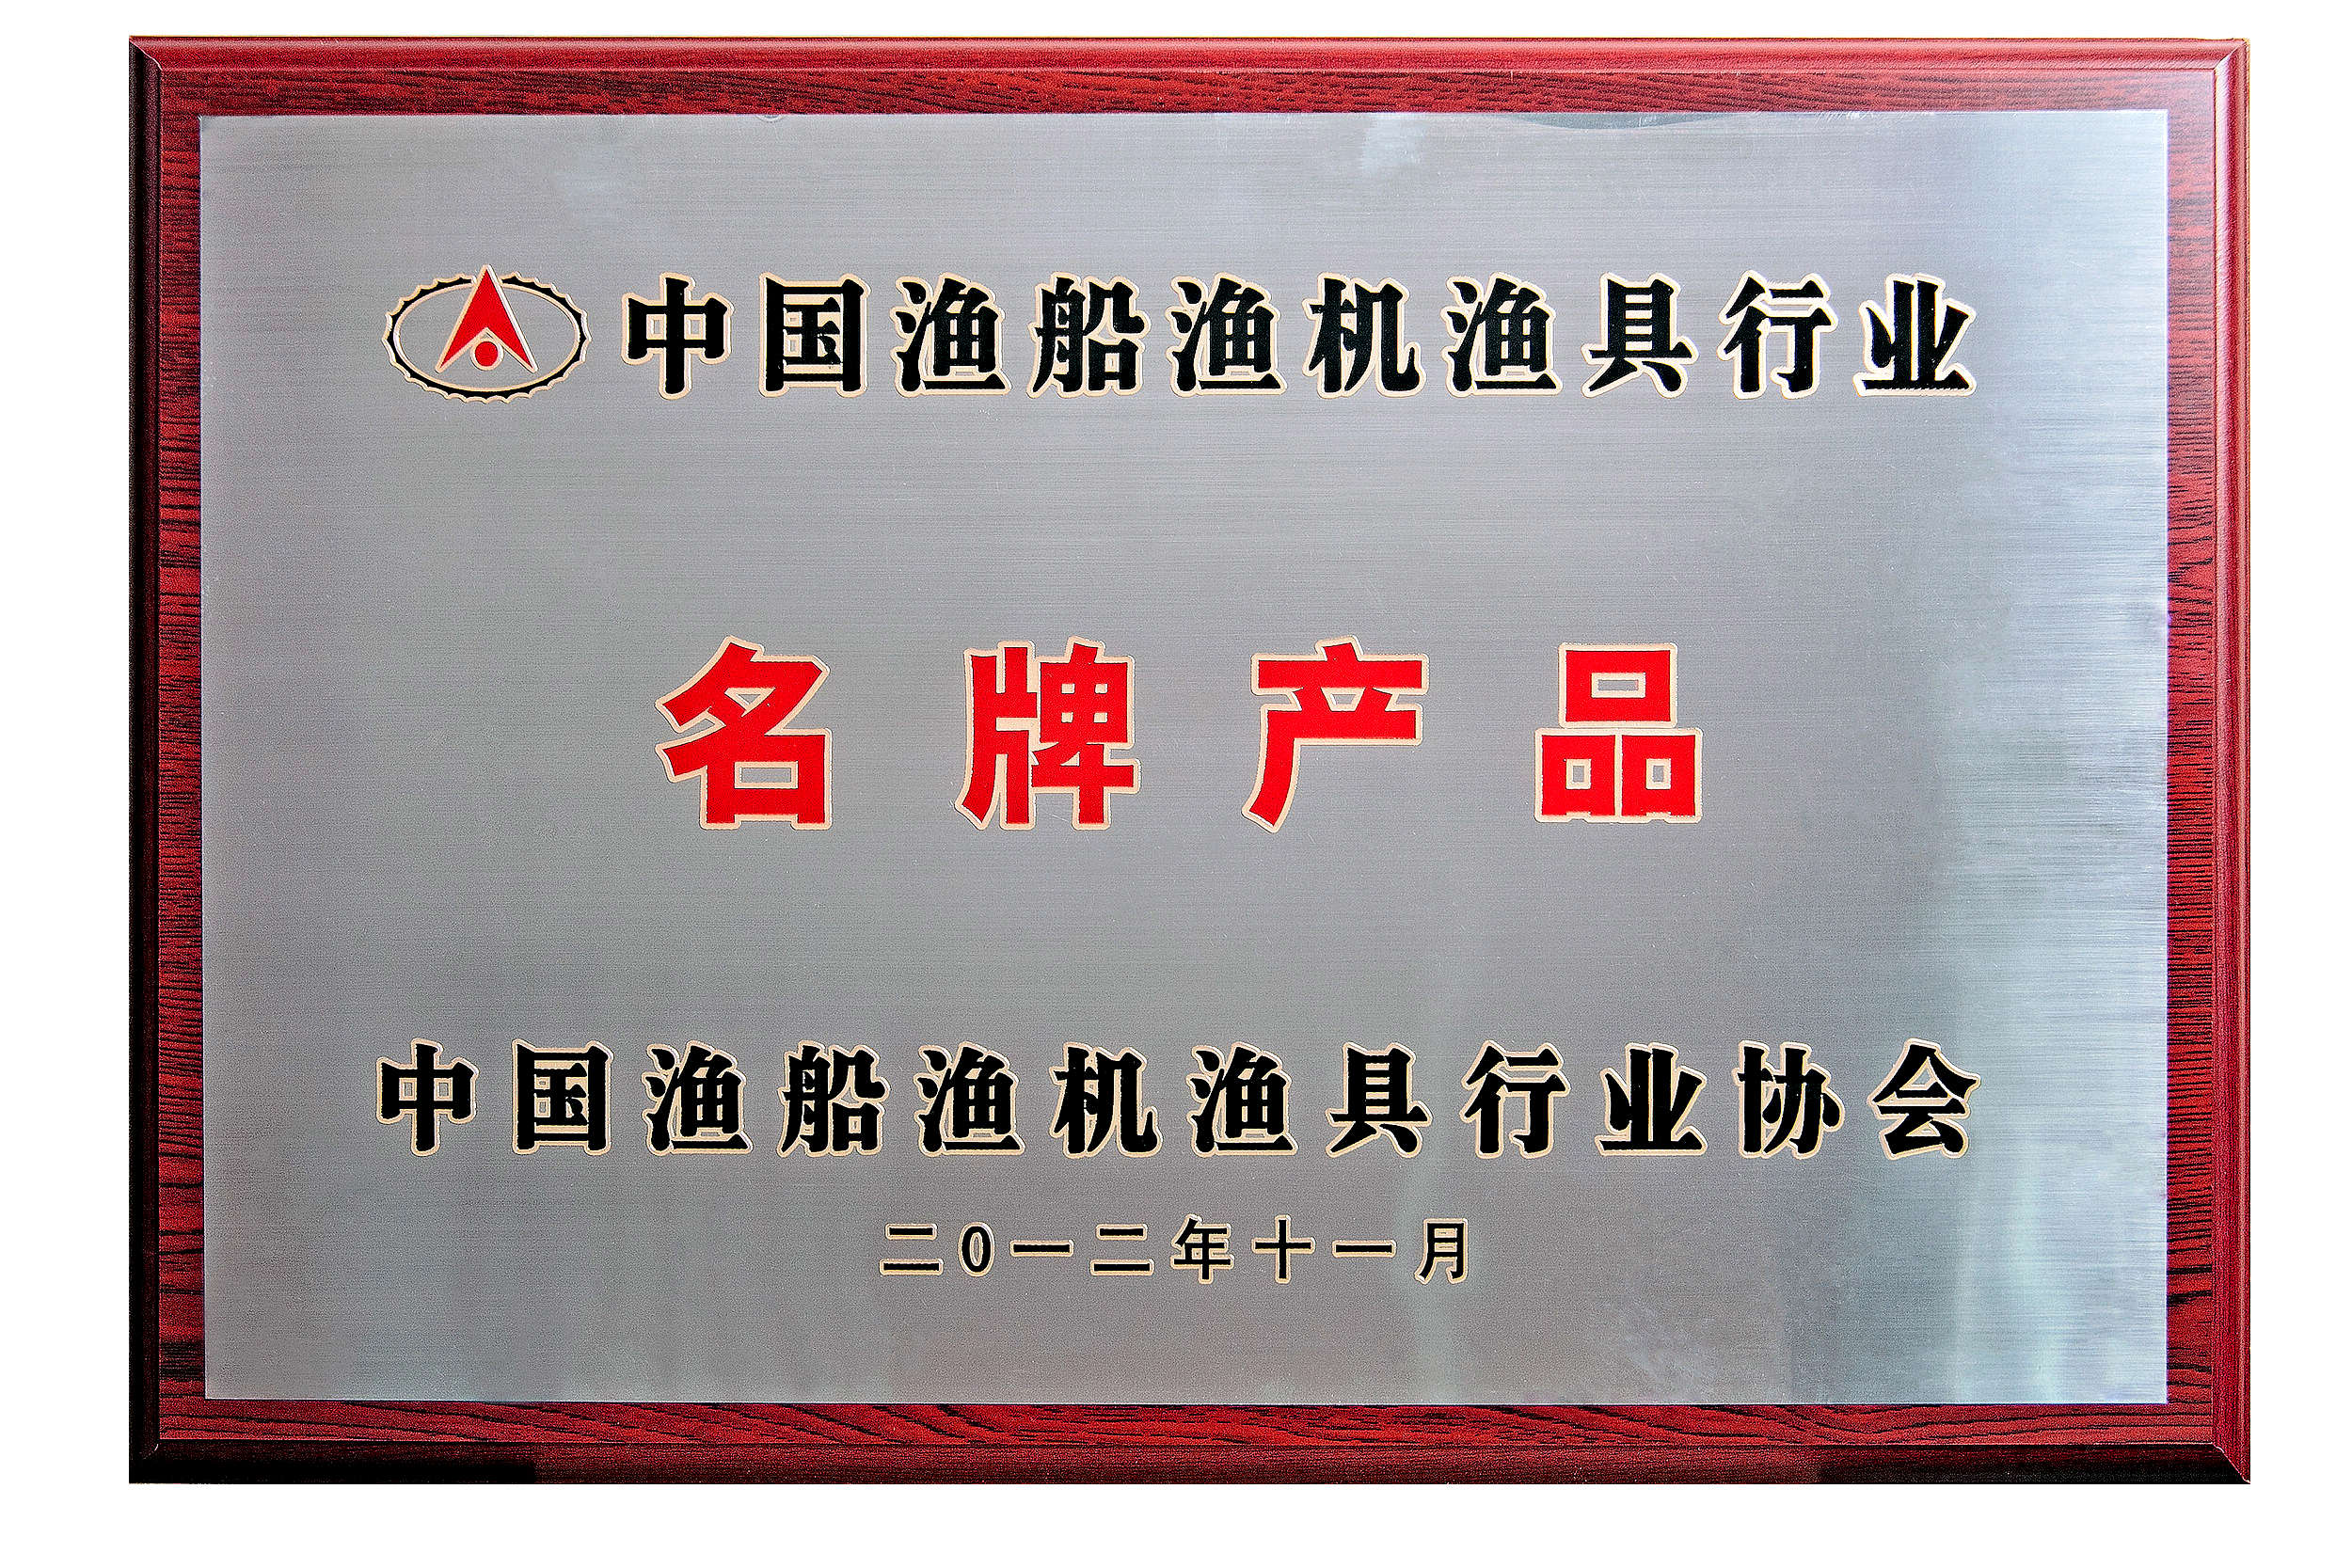 中国渔船渔机渔具行业
名牌产品
中国渔船渔机渔具行业协会
二0一二年十一月